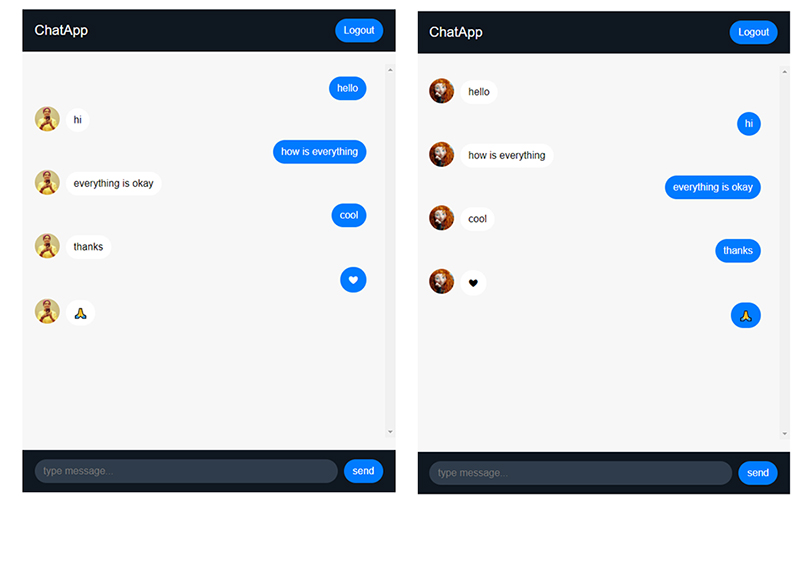 ChatApp
Logout
hello
hi
how is everything
everything is okay
cool
thanks
♥
🙏
type message...
send
ChatApp
Logout
hello
hi
how is everything
everything is okay
cool
thanks
♥
🙏
type message...
send